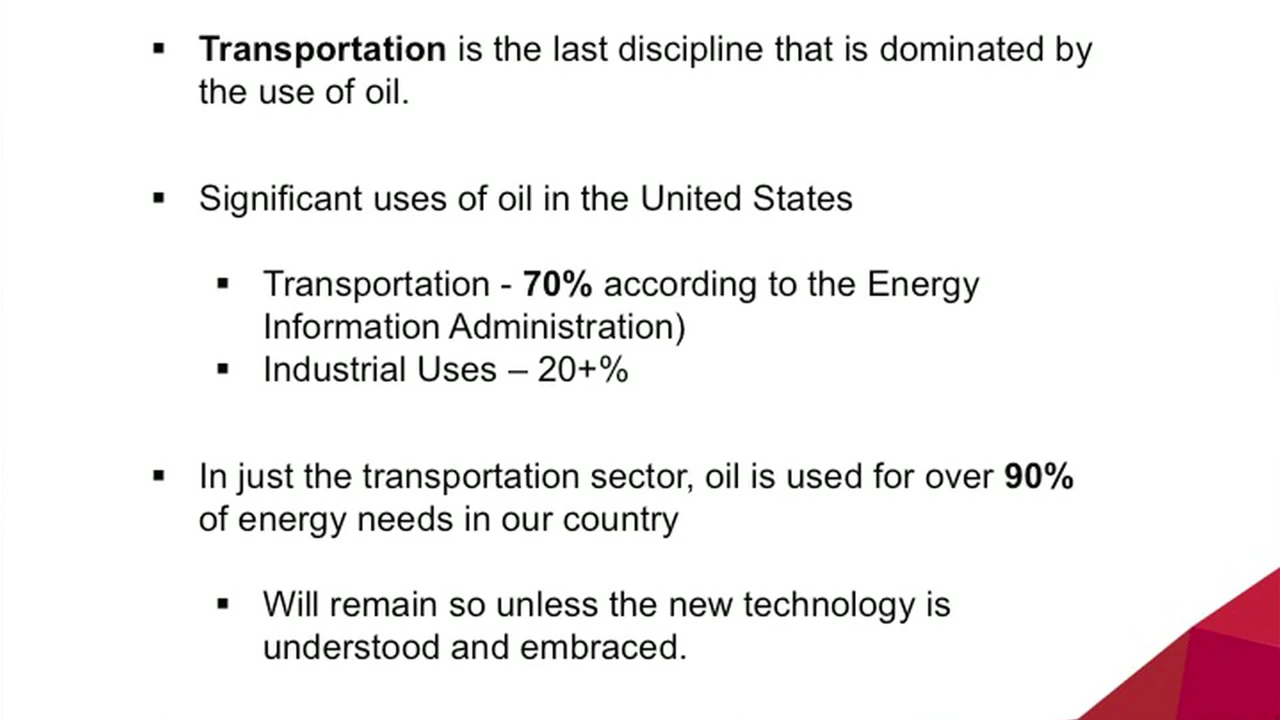 ▪ Transportation is the last discipline that is dominated by
the use of oil.
▪ Significant uses of oil in the United States
▪ Transportation - 70% according to the Energy
Information Administration)
▪ Industrial Uses – 20+%
▪ In just the transportation sector, oil is used for over 90%
of energy needs in our country
▪ Will remain so unless the new technology is
understood and embraced.